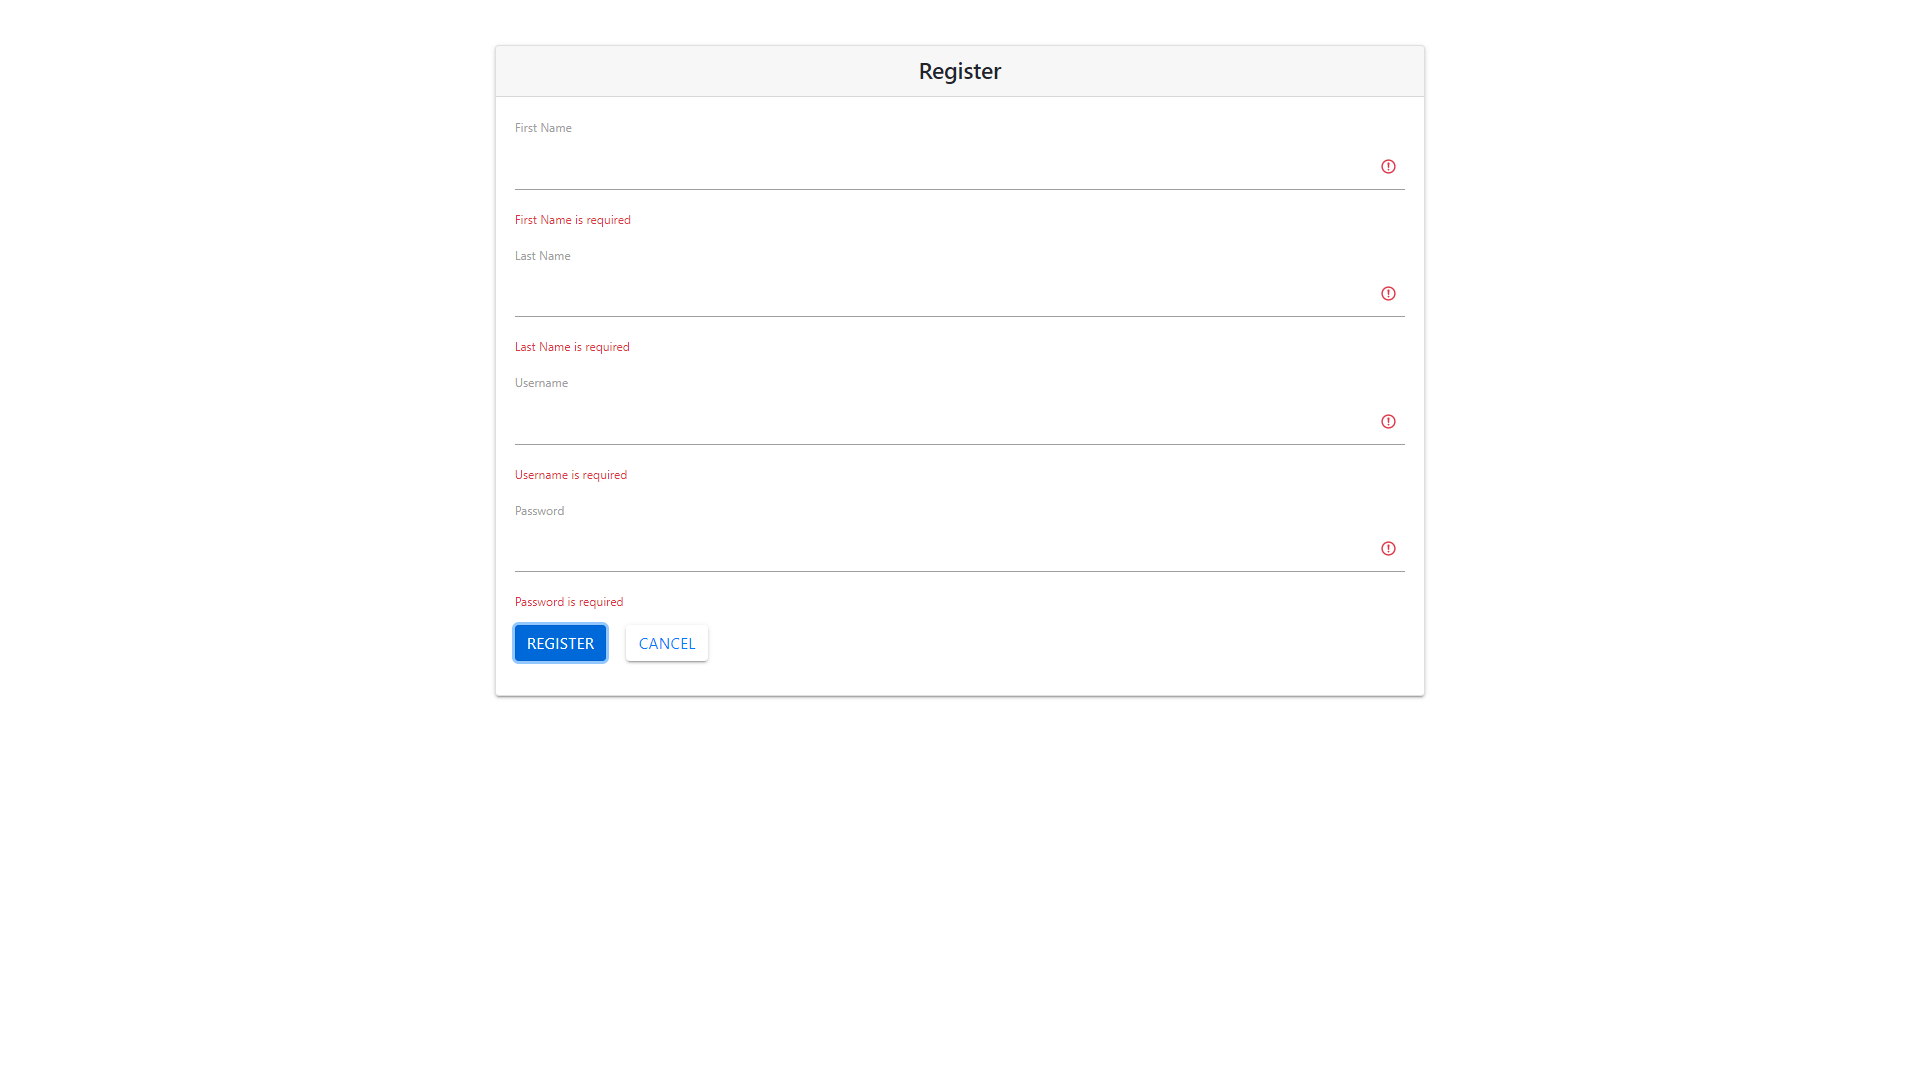 Register
First Name
First Name is required
Last Name
Last Name is required
Username
Username is required
Password
Password is required
REGISTER CANCEL